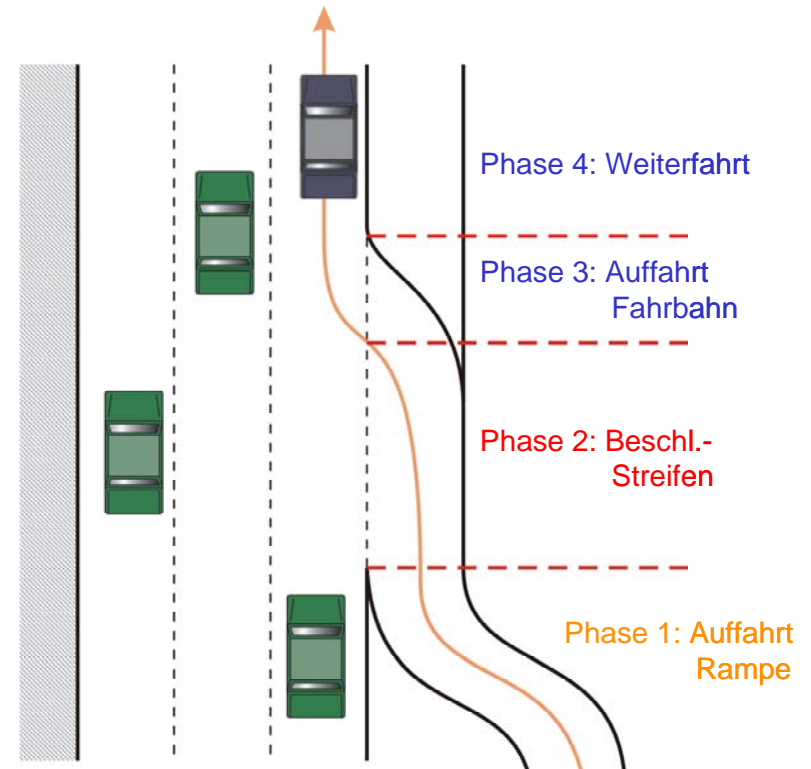 Phase 4: Weiterfahrt
Phase 3: Auffahrt
Fahrbahn
Phase 2: Beschl.-
Streifen
Phase 1: Auffahrt
Rampe